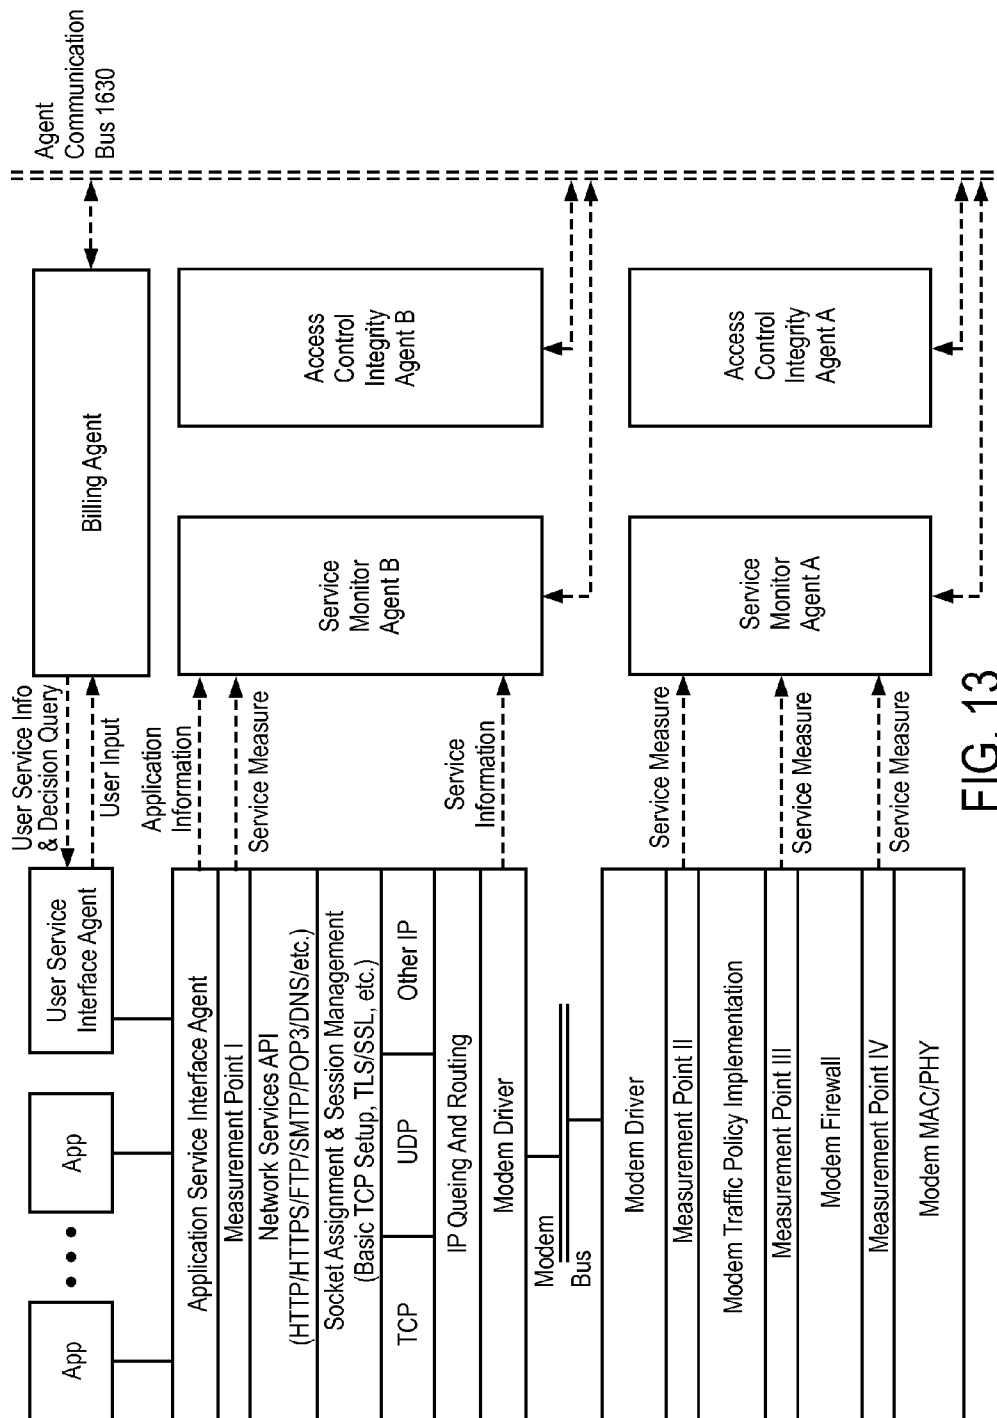 App
App
User Service
Interface Agent
User Service Info
& Decision Query
User Input
Billing Agent
Agent
Communication
Bus 1630
Application Service Interface Agent
Measurement Point I
Network Services API
(HTTP/HTTPS/FTP/SMTP/POP3/DNS/etc.)
Socket Assignment & Session Management
(Basic TCP Setup, TLS/SSL, etc.)
TCP
UDP
Other IP
IP Queing And Routing
Modem Driver
Application
Information
Service Measure
Service
Information
Service
Monitor
Agent B
Access
Control
Integrity
Agent B
Modem
Bus
Modem Driver
Measurement Point II
Modem Traffic Policy Implementation
Measurement Point III
Modem Firewall
Measurement Point IV
Modem MAC/PHY
Service Measure
Service Measure
Service Measure
Service
Monitor
Agent A
Access
Control
Integrity
Agent A
FIG. 13